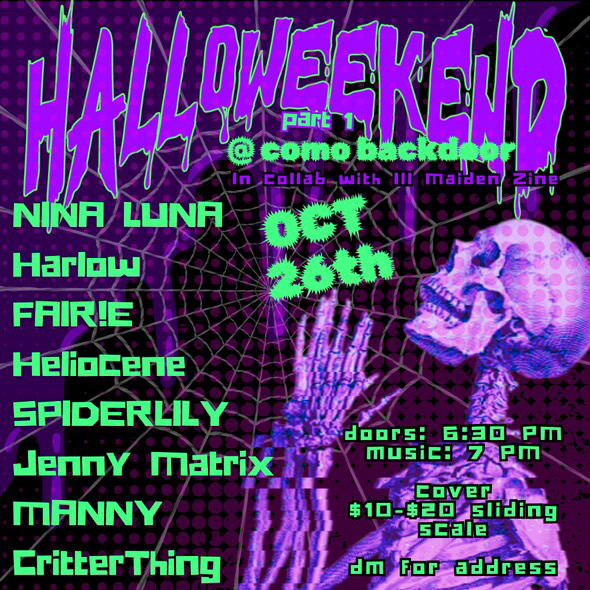 HALLOWEEKEND
part 1
@ como backdoor
In Collab with Ill Maiden Zine
OCT
26th
NINA LUNA
Harlow
FAIR!E
Heliocene
SPIDERLILY
Jenny Matrix
MANNY
CritterThing
doors: 6:30 PM
music: 7 PM
Cover
$10-$20 sliding
scale
dm for address